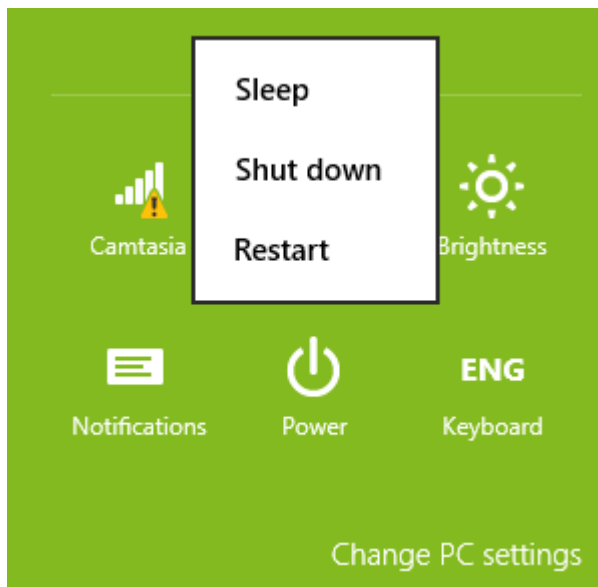 Sleep
Shut down
Restart
Camtasia
Brightness
Notifications
Power
ENG
Keyboard
Change PC settings